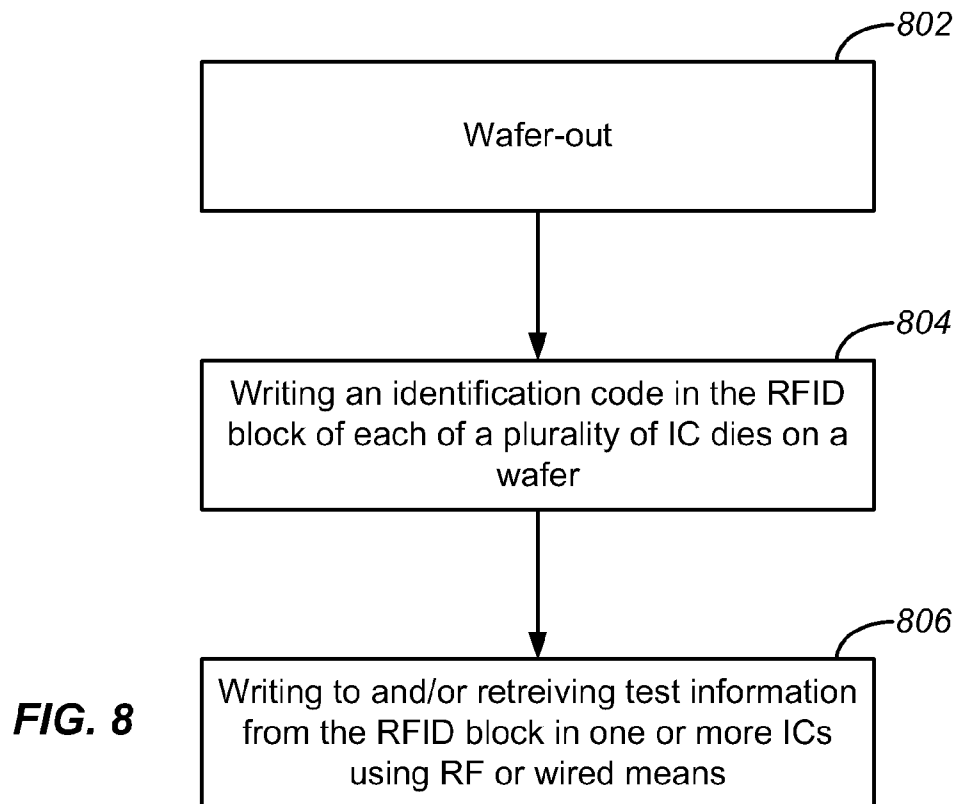 802
Wafer-out
804
Writing an identification code in the RFID
block of each of a plurality of IC dies on a
wafer
806
Writing to and/or retreiving test information
from the RFID block in one or more ICs
using RF or wired means
FIG. 8